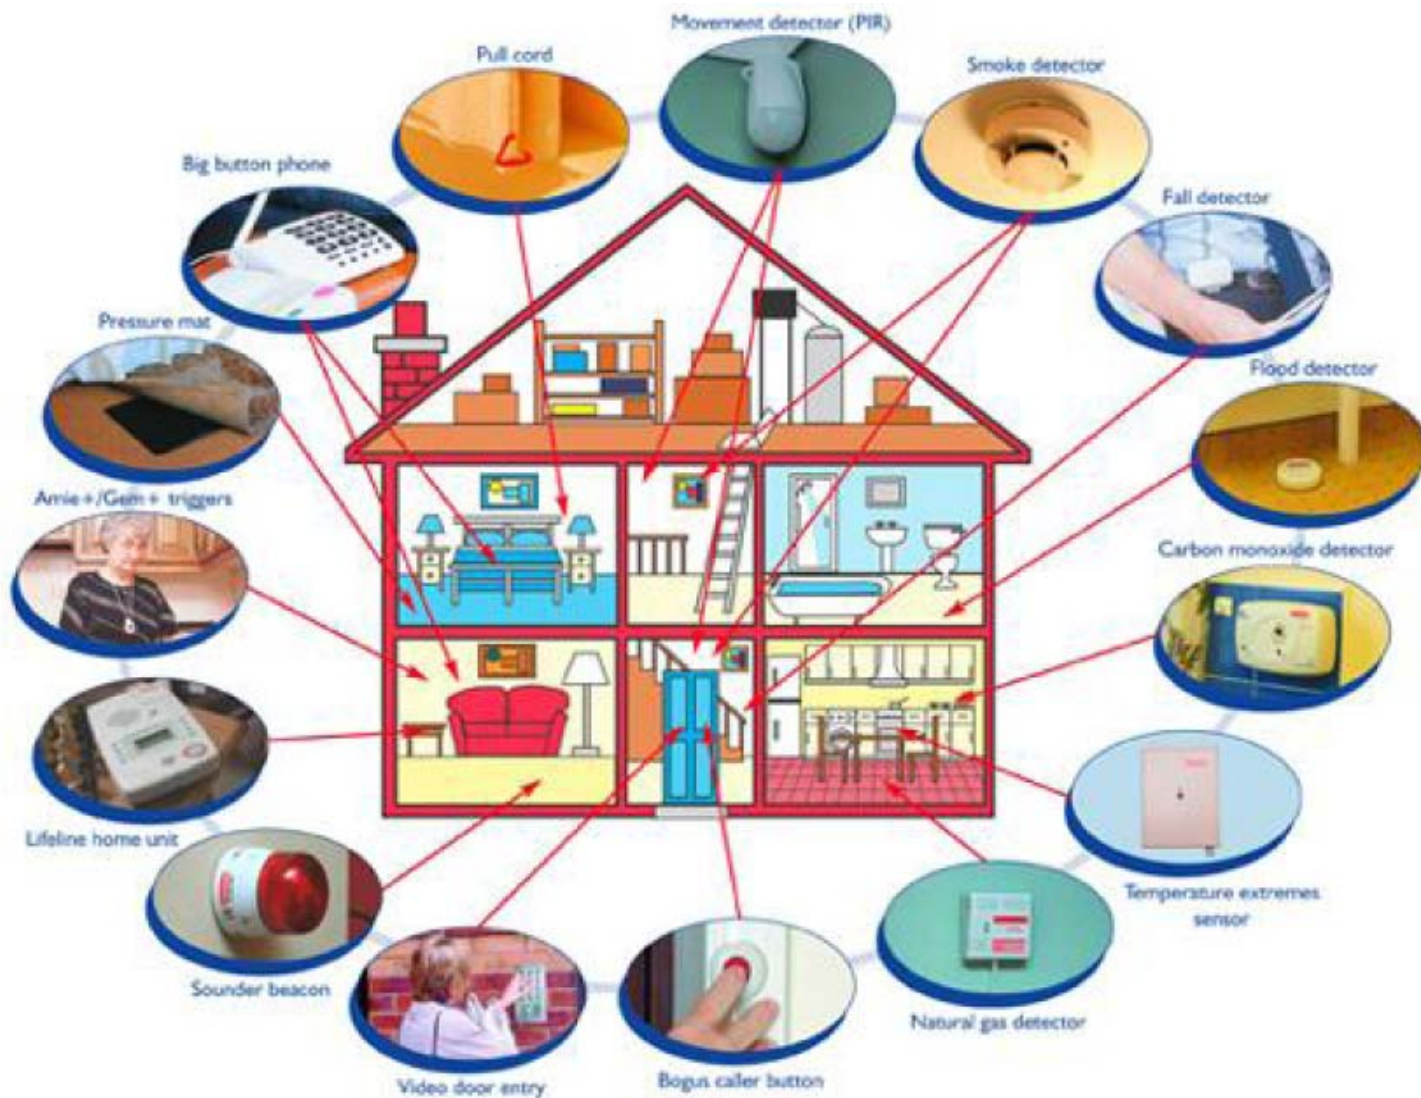 Movement detector (PIR)
Pull cord
Smoke detector
Big button phone
Fall detector
Pressure mat
Flood detector
Amie+/Gem+ triggers
Carbon monoxide detector
Lifeline home unit
Temperature extremes
sensor
Sounder beacon
Natural gas detector
Video door entry
Bogus caller button